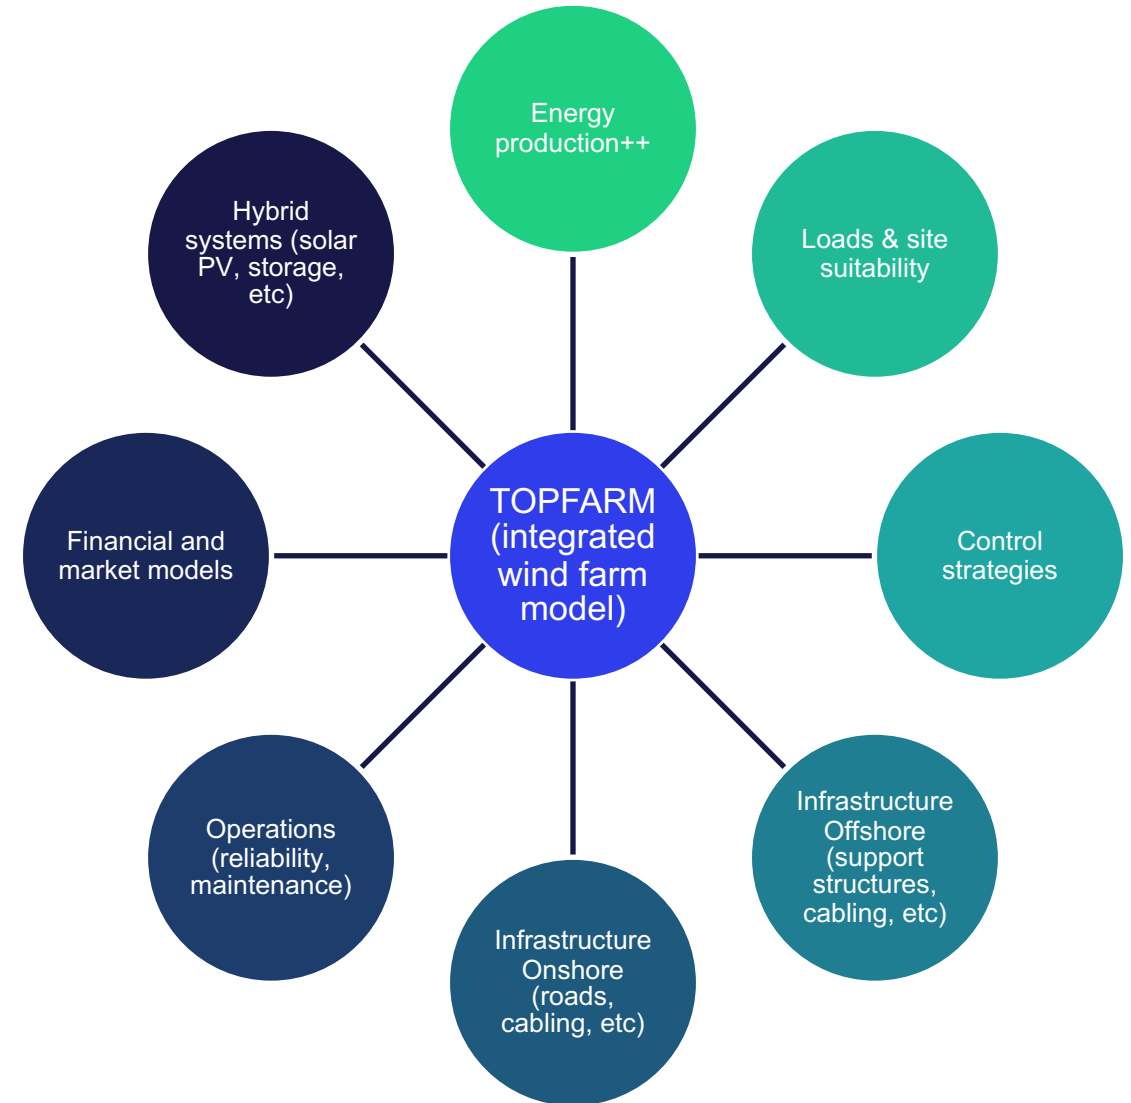 Energy
production++
Hybrid
systems (solar
PV, storage,
etc)
Loads & site
suitability
TOPFARM
(integrated
wind farm
model)
Financial and
market models
Control
strategies
Operations
(reliability,
maintenance)
Infrastructure
Offshore
(support
structures,
cabling, etc)
Infrastructure
Onshore
(roads,
cabling, etc)